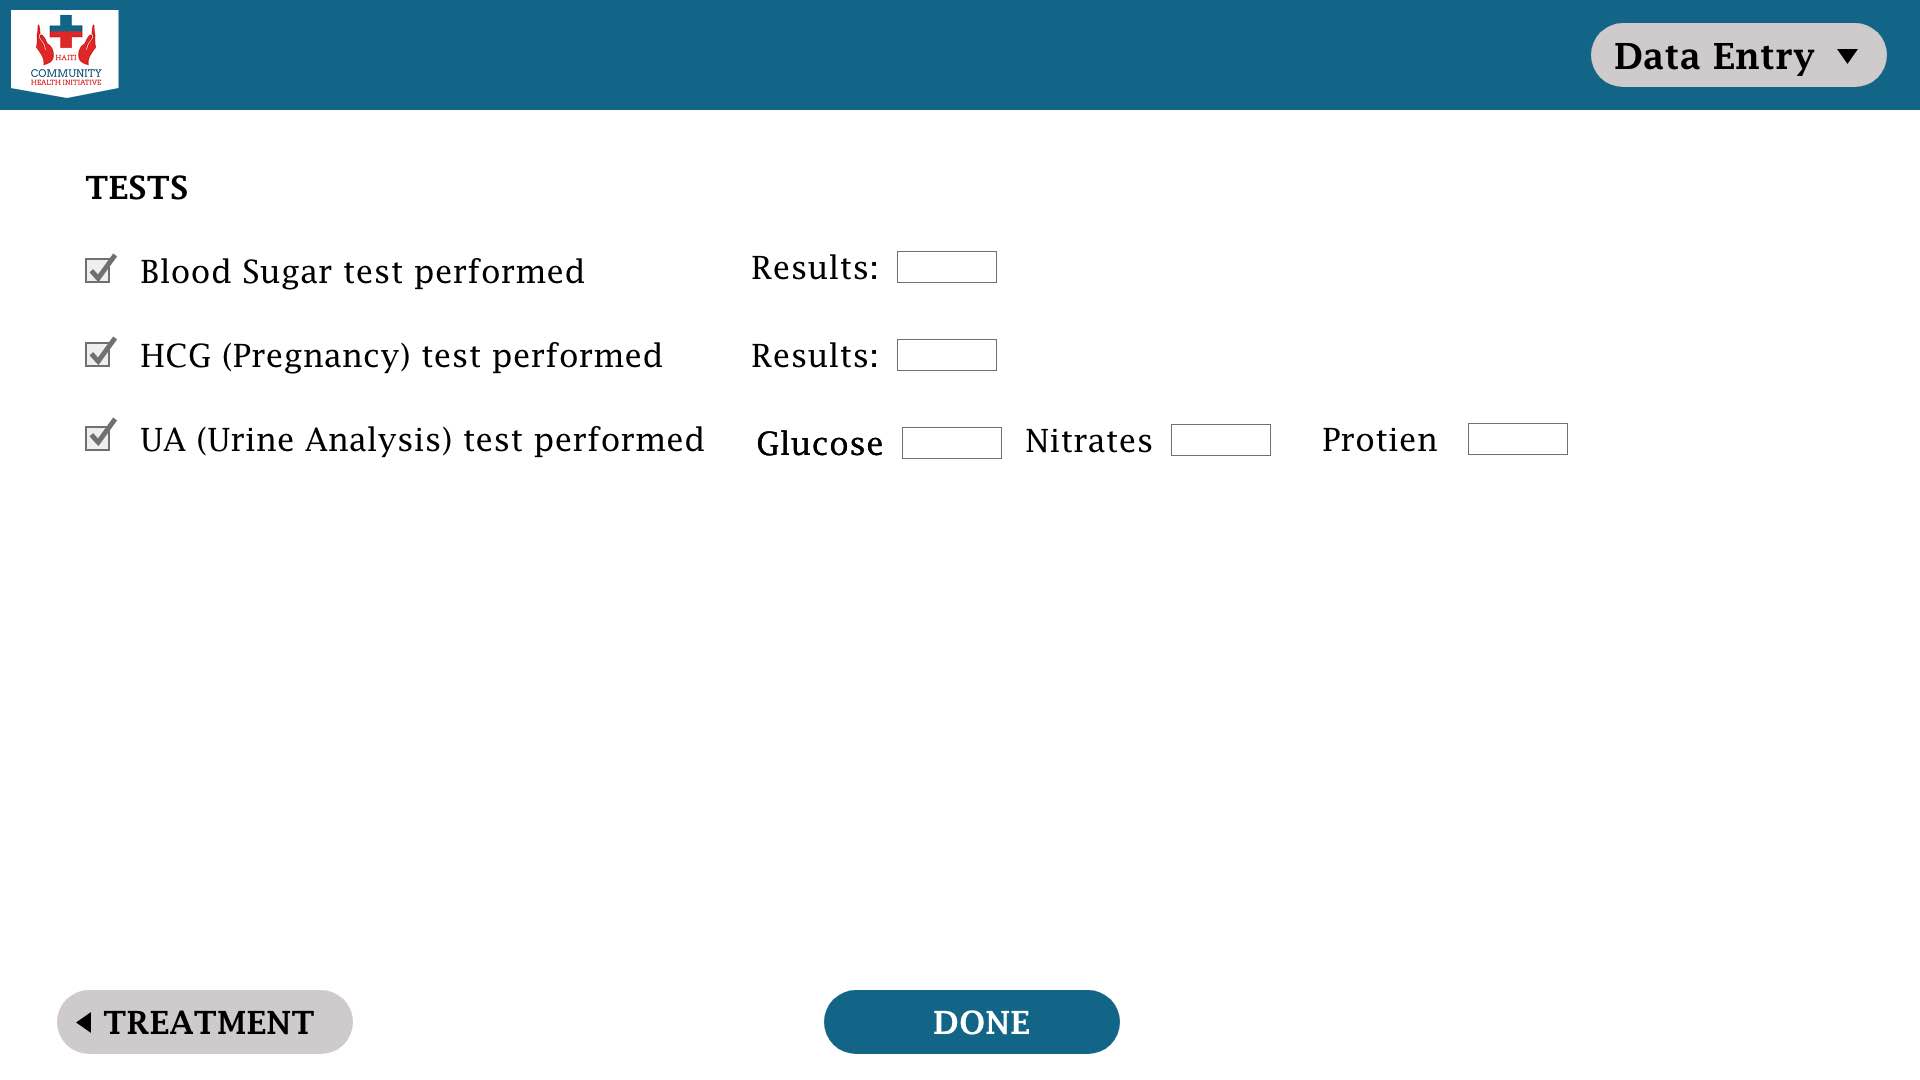 HAITI
COMMUNITY
HEALTH INITIATIVE
Data Entry
TESTS
Blood Sugar test performed Results:
HCG (Pregnancy) test performed Results:
UA (Urine Analysis) test performed Glucose Nitrates Protien
TREATMENT DONE